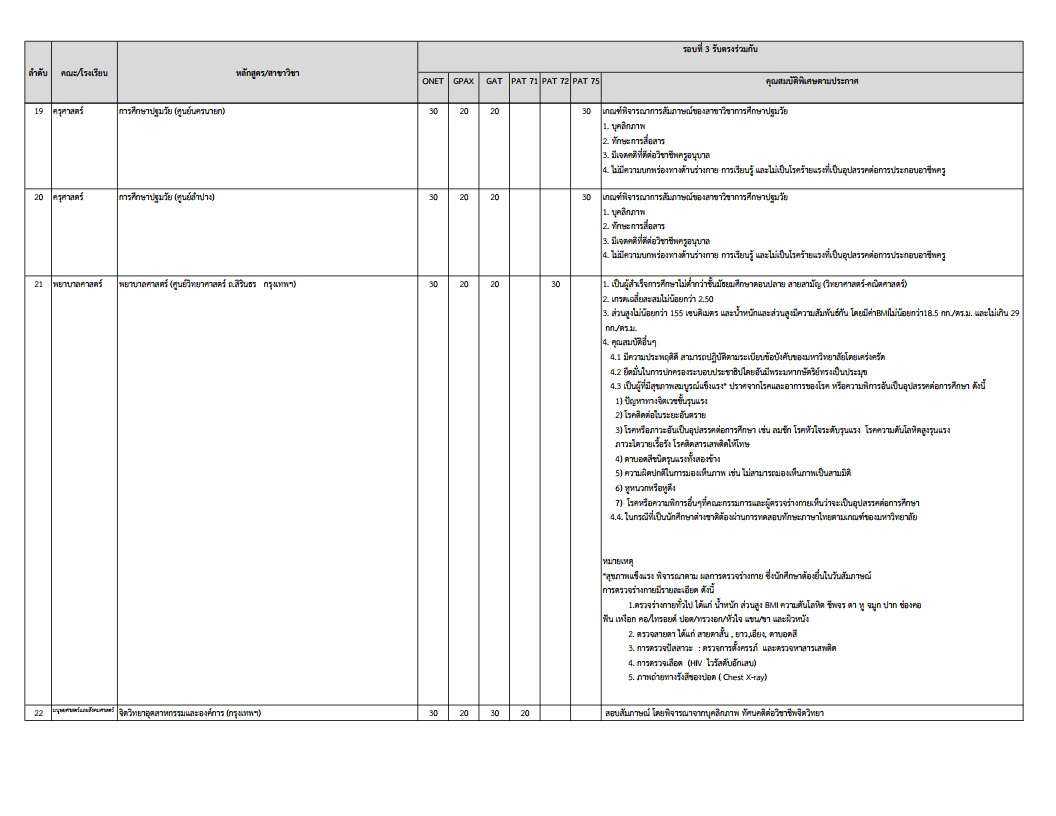 รอบที่ 3 รับตรงร่วมกัน
ลำดับ คณะ/โรงเรียน หลักสูตร/สาขาวิชา
ONET GPAX GAT PAT 71 PAT 72 PAT 75 คุณสมบัติพิเศษตามประกาศ
19 ครุศาสตร์ การศึกษาปฐมวัย (ศูนย์นครนายก) 30 20 20 30 เกณฑ์พิจารณาการสัมภาษณ์ของสาขาวิชาการศึกษาปฐมวัย
1. บุคลิกภาพ
2. ทักษะการสื่อสาร
3. มีเจตคติที่ดีต่อวิชาชีพครูอนุบาล
4. ไม่มีความบกพร่องทางด้านร่างกาย การเรียนรู้ และไม่เป็นโรคร้ายแรงที่เป็นอุปสรรคต่อการประกอบอาชีพครู
20 ครุศาสตร์ การศึกษาปฐมวัย (ศูนย์ลำปาง) 30 20 20 30 เกณฑ์พิจารณาการสัมภาษณ์ของสาขาวิชาการศึกษาปฐมวัย
1. บุคลิกภาพ
2. ทักษะการสื่อสาร
3. มีเจตคติที่ดีต่อวิชาชีพครูอนุบาล
4. ไม่มีความบกพร่องทางด้านร่างกาย การเรียนรู้ และไม่เป็นโรคร้ายแรงที่เป็นอุปสรรคต่อการประกอบอาชีพครู
21 พยาบาลศาสตร์ พยาบาลศาสตร์ (ศูนย์วิทยาศาสตร์ ถ.สิรินธร กรุงเทพฯ) 30 20 20 30 1. เป็นผู้สำเร็จการศึกษาไม่ต่ำกว่าชั้นมัธยมศึกษาตอนปลาย สายสามัญ (วิทยาศาสตร์-คณิตศาสตร์)
2. เกรดเฉลี่ยสะสมไม่น้อยกว่า 2.50
3. ส่วนสูงไม่น้อยกว่า 155 เซนติเมตร และน้ำหนักและส่วนสูงมีความสัมพันธ์กัน โดยมีค่าBMIไม่น้อยกว่า18.5 กก./ตร.ม. และไม่เกิน 29
กก./ตร.ม.
4. คุณสมบัติอื่นๆ
4.1 มีความประพฤติดี สามารถปฏิบัติตามระเบียบข้อบังคับของมหาวิทยาลัยโดยเคร่งครัด
4.2 ยึดมั่นในการปกครองระบอบประชาธิปไตยอันมีพระมหากษัตริย์ทรงเป็นประมุข
4.3 เป็นผู้ที่มีสุขภาพสมบูรณ์แข็งแรง* ปราศจากโรคและอาการของโรค หรือความพิการอันเป็นอุปสรรคต่อการศึกษา ดังนี้
1) ปัญหาทางจิตเวชขั้นรุนแรง
2) โรคติดต่อในระยะอันตราย
3) โรคหรือภาวะอันเป็นอุปสรรคต่อการศึกษา เช่น ลมชัก โรคหัวใจระดับรุนแรง โรคความดันโลหิตสูงรุนแรง
ภาวะไตวายเรื้อรัง โรคติดสารเสพติดให้โทษ
4) ตาบอดสีชนิดรุนแรงทั้งสองข้าง
5) ความผิดปกติในการมองเห็นภาพ เช่น ไม่สามารถมองเห็นภาพเป็นสามมิติ
6) หูหนวกหรือหูตึง
7) โรคหรือความพิการอื่นๆที่คณะกรรมการและผู้ตรวจร่างกายเห็นว่าจะเป็นอุปสรรคต่อการศึกษา
4.4. ในกรณีที่เป็นนักศึกษาต่างชาติต้องผ่านการทดสอบทักษะภาษาไทยตามเกณฑ์ของมหาวิทยาลัย
หมายเหตุ
*สุขภาพแข็งแรง พิจารณาตาม ผลการตรวจร่างกาย ซึ่งนักศึกษาต้องยื่นในวันสัมภาษณ์
การตรวจร่างกายมีรายละเอียด ดังนี้
1.ตรวจร่างกายทั่วไป ได้แก่ น้ำหนัก ส่วนสูง BMI ความดันโลหิต ชีพจร ตา หู จมูก ปาก ช่องคอ
ฟัน เหงือก คอ/ไทรอยด์ ปอด/ทรวงอก/หัวใจ แขน/ขา และผิวหนัง
2. ตรวจสายตา ได้แก่ สายตาสั้น , ยาว,เอียง, ตาบอดสี
3. การตรวจปัสสาวะ : ตรวจการตั้งครรภ์ และตรวจหาสารเสพติด
4. การตรวจเลือด (HIV ไวรัสตับอักเสบ)
5. ภาพถ่ายทางรังสีของปอด ( Chest X-ray)
22 มนุษยศาสตร์และสังคมศาสตร์ จิตวิทยาอุตสาหกรรมและองค์การ (กรุงเทพฯ) 30 20 30 20 สอบสัมภาษณ์ โดยพิจารณาจากบุคลิกภาพ ทัศนคติต่อวิชาชีพจิตวิทยา